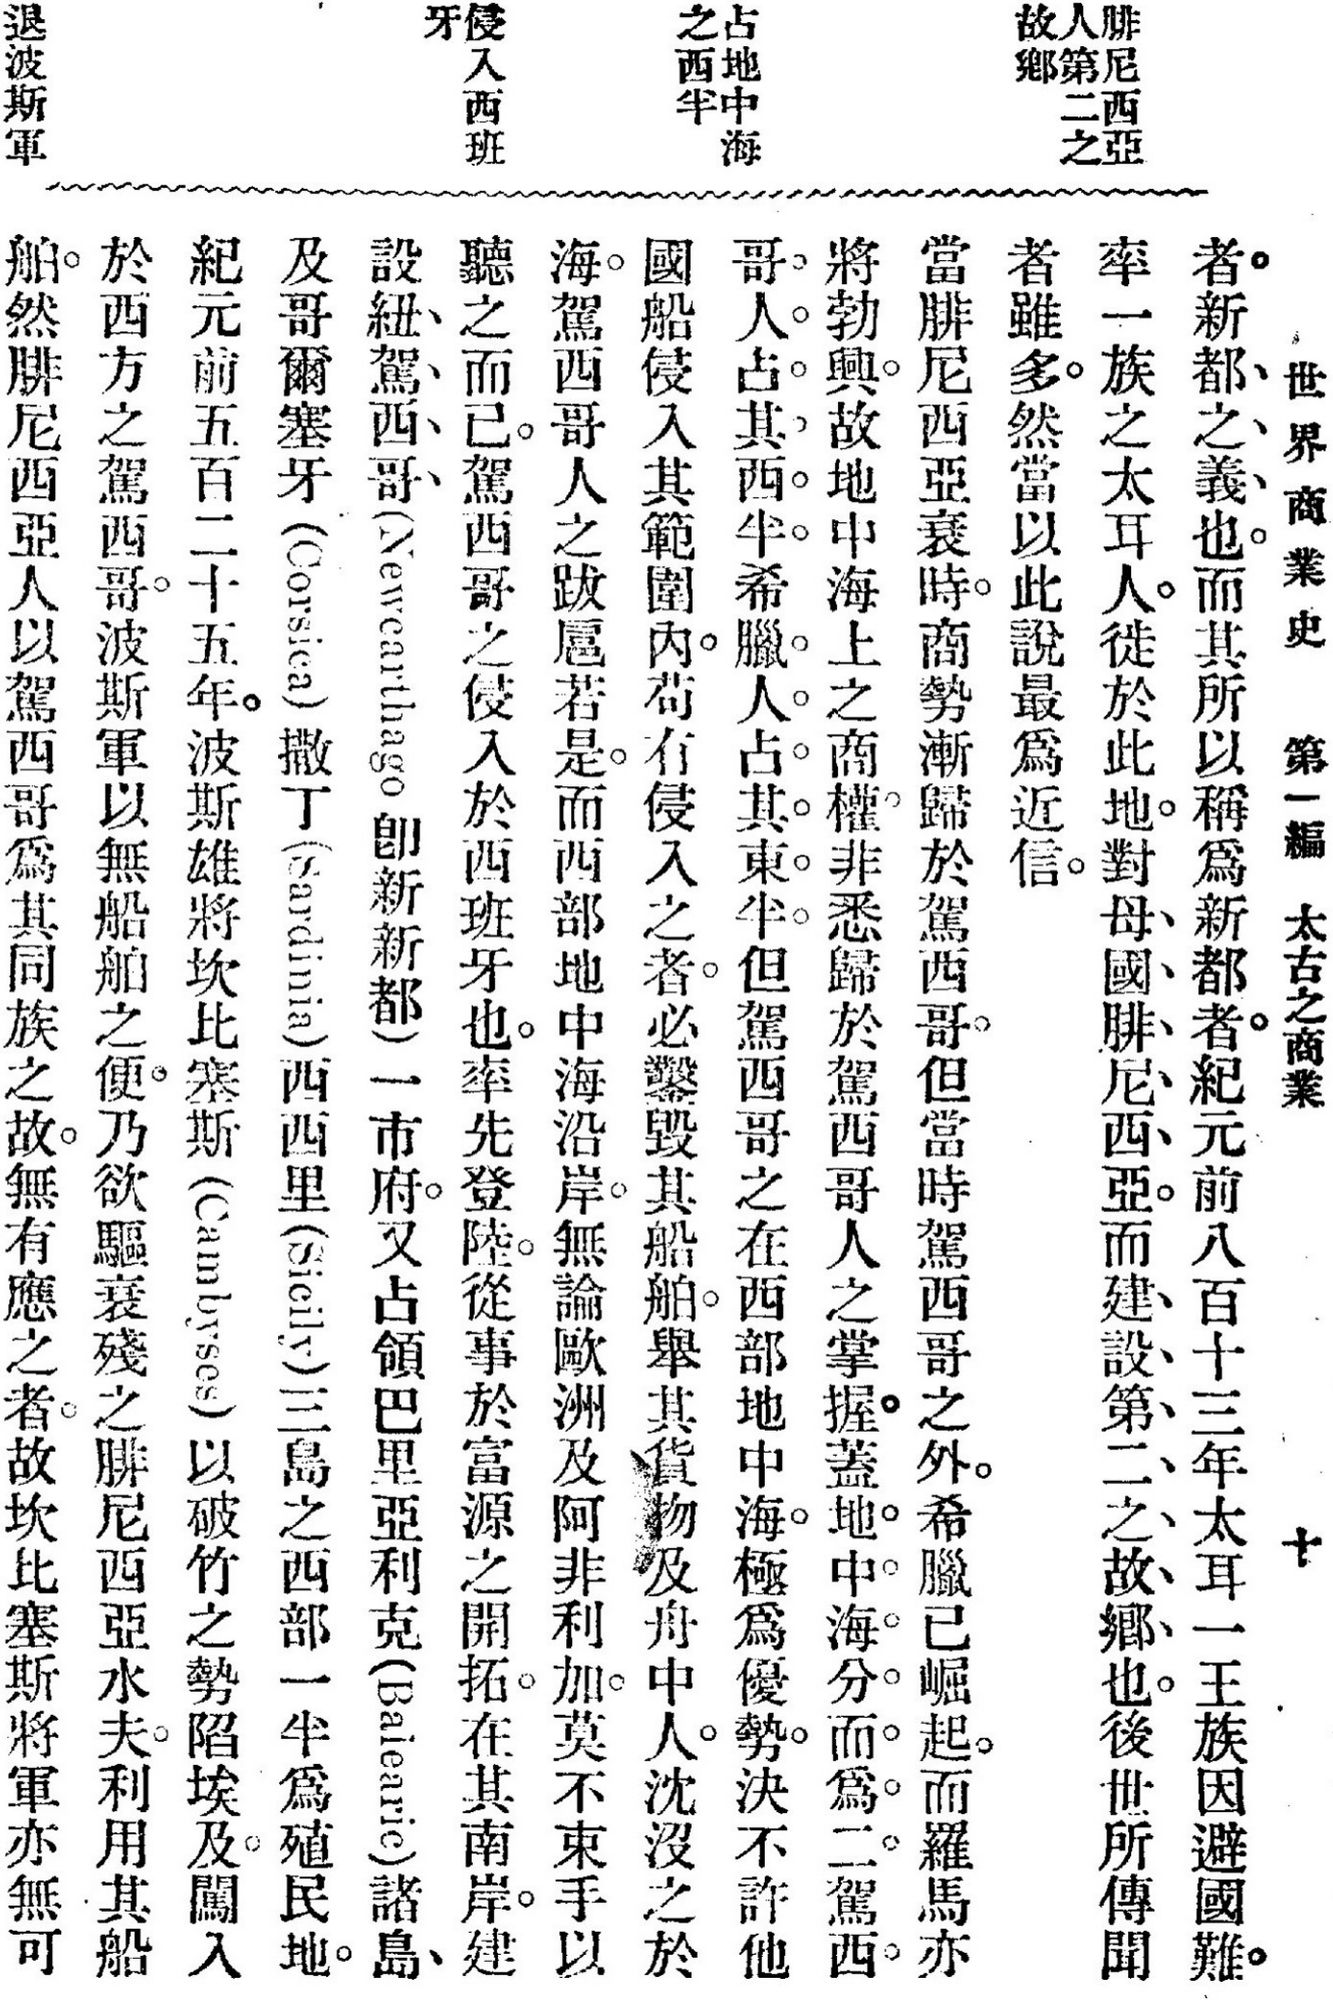 世界商業史　第一編　太古之商業　十
腓尼西亞
人第二之
故鄉
占地中海
之西半
侵入西班
牙
退波斯軍
者。新都之義也。而其所以稱爲新都者。紀元前八百十三年太耳一王族因避國難。
率一族之太耳人。徙於此地。對母國腓尼西亞。而建設第二之故鄉也。後世所傳聞
者雖多。然當以此說最爲近信。
當腓尼西亞衰時。商勢漸歸於駕西哥。但當時駕西哥之外。希臘已崛起。而羅馬亦
將勃興。故地中海上之商權。非悉歸於駕西哥人之掌握。蓋地中海分而爲二。駕西
哥人占其西半。希臘人占其東半。但駕西哥之在西部地中海。極爲優勢。決不許他
國船侵入其範圍內。苟有侵入之者。必鑿毀其船舶。舉其貨物及舟中人。沈沒之於
海。駕西哥人之跋扈若是。而西部地中海沿岸。無論歐洲及阿非利加。莫不束手以
聽之而已。駕西哥之侵入於西班牙也。率先登陸。從事於富源之開拓。在其南岸。建
設紐駕西哥(Newcarthago 卽新新都)一市府。又占領巴里亞利克(Balearic)諸島、
及哥爾塞牙(Corsica)撒丁(Sardinia)西西里(Sicily)三島之西部一半爲殖民地。
紀元前五百二十五年。波斯雄將坎比塞斯(Cambyses)以破竹之勢陷埃及。闖入
於西方之駕西哥。波斯軍以無船舶之便。乃欲驅衰殘之腓尼西亞水夫。利用其船
舶。然腓尼西亞人以駕西哥爲其同族之故。無有應之者。故坎比塞斯將軍亦無可